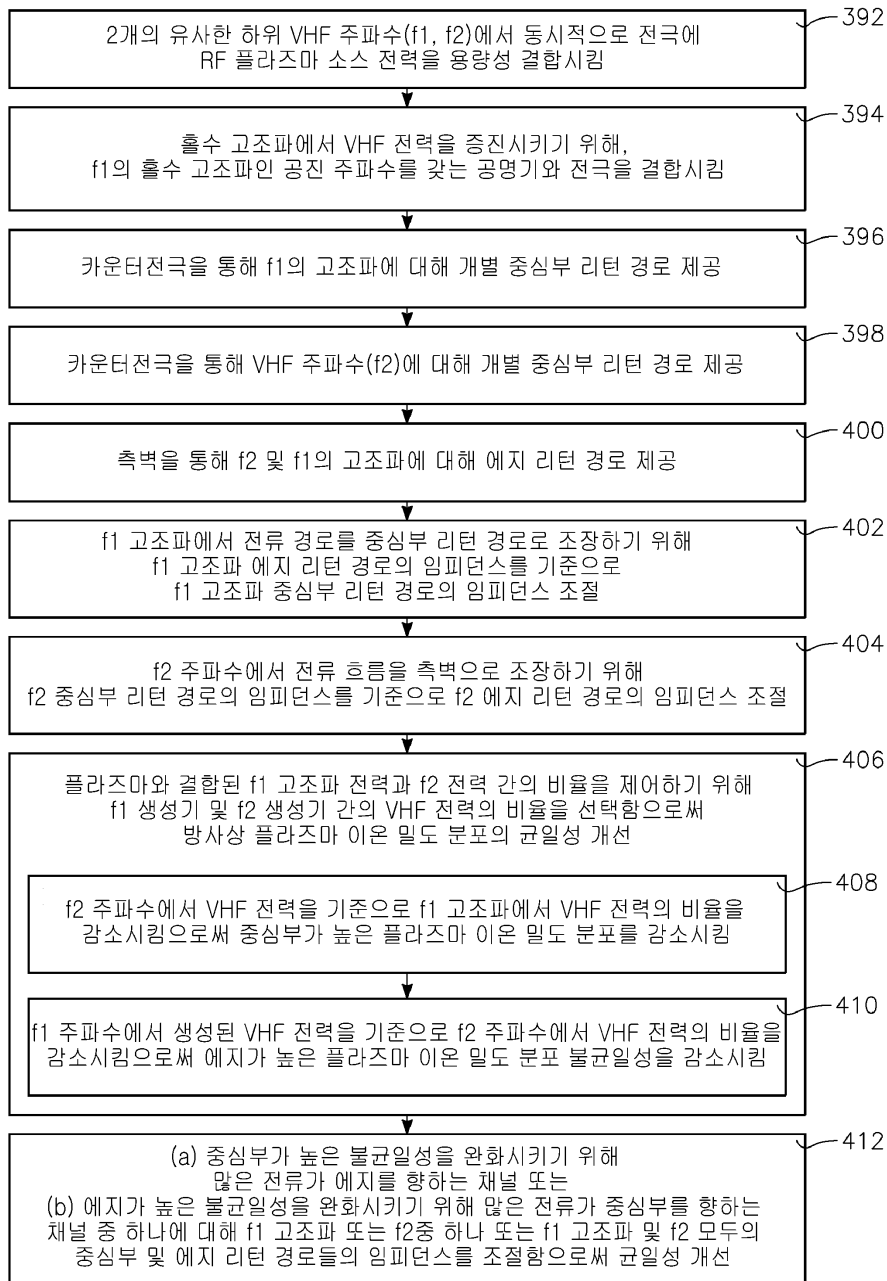 2개의 유사한 하위 VHF 주파수(f1, f2)에서 동시적으로 전극에
RF 플라즈마 소스 전력을 용량성 결합시킴
392
홀수 고조파에서 VHF 전력을 증진시키기 위해,
f1의 홀수 고조파인 공진 주파수를 갖는 공명기와 전극을 결합시킴
394
카운터전극을 통해 f1의 고조파에 대해 개별 중심부 리턴 경로 제공
396
카운터전극을 통해 VHF 주파수(f2)에 대해 개별 중심부 리턴 경로 제공
398
측벽을 통해 f2 및 f1의 고조파에 대해 에지 리턴 경로 제공
400
f1 고조파에서 전류 경로를 중심부 리턴 경로로 조장하기 위해
f1 고조파 에지 리턴 경로의 임피던스를 기준으로
f1 고조파 중심부 리턴 경로의 임피던스 조절
402
f2 주파수에서 전류 흐름을 측벽으로 조장하기 위해
f2 중심부 리턴 경로의 임피던스를 기준으로 f2 에지 리턴 경로의 임피던스 조절
404
플라즈마와 결합된 f1 고조파 전력과 f2 전력 간의 비율을 제어하기 위해
f1 생성기 및 f2 생성기 간의 VHF 전력의 비율을 선택함으로써
방사상 플라즈마 이온 밀도 분포의 균일성 개선
406
f2 주파수에서 VHF 전력을 기준으로 f1 고조파에서 VHF 전력의 비율을
감소시킴으로써 중심부가 높은 플라즈마 이온 밀도 분포를 감소시킴
408
f1 주파수에서 생성된 VHF 전력을 기준으로 f2 주파수에서 VHF 전력의 비율을
감소시킴으로써 에지가 높은 플라즈마 이온 밀도 분포 불균일성을 감소시킴
410
(a) 중심부가 높은 불균일성을 완화시키기 위해
많은 전류가 에지를 향하는 채널 또는
(b) 에지가 높은 불균일성을 완화시키기 위해 많은 전류가 중심부를 향하는
채널 중 하나에 대해 f1 고조파 또는 f2중 하나 또는 f1 고조파 및 f2 모두의
중심부 및 에지 리턴 경로들의 임피던스를 조절함으로써 균일성 개선
412